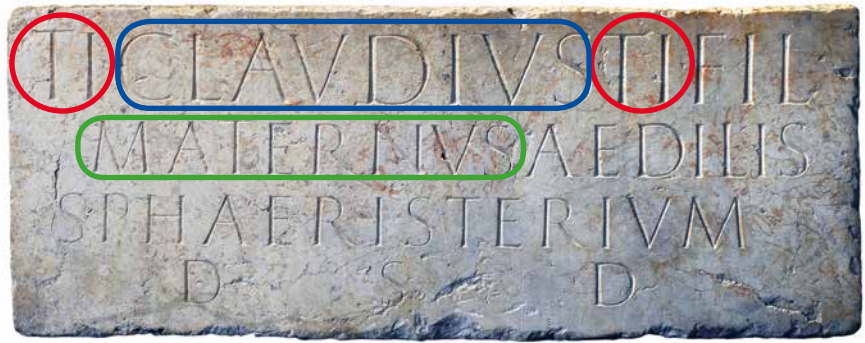 TI CLAVDIVS TI FIL
MATERNVS AEDILIS
SPHAERISTERIVM
D S D